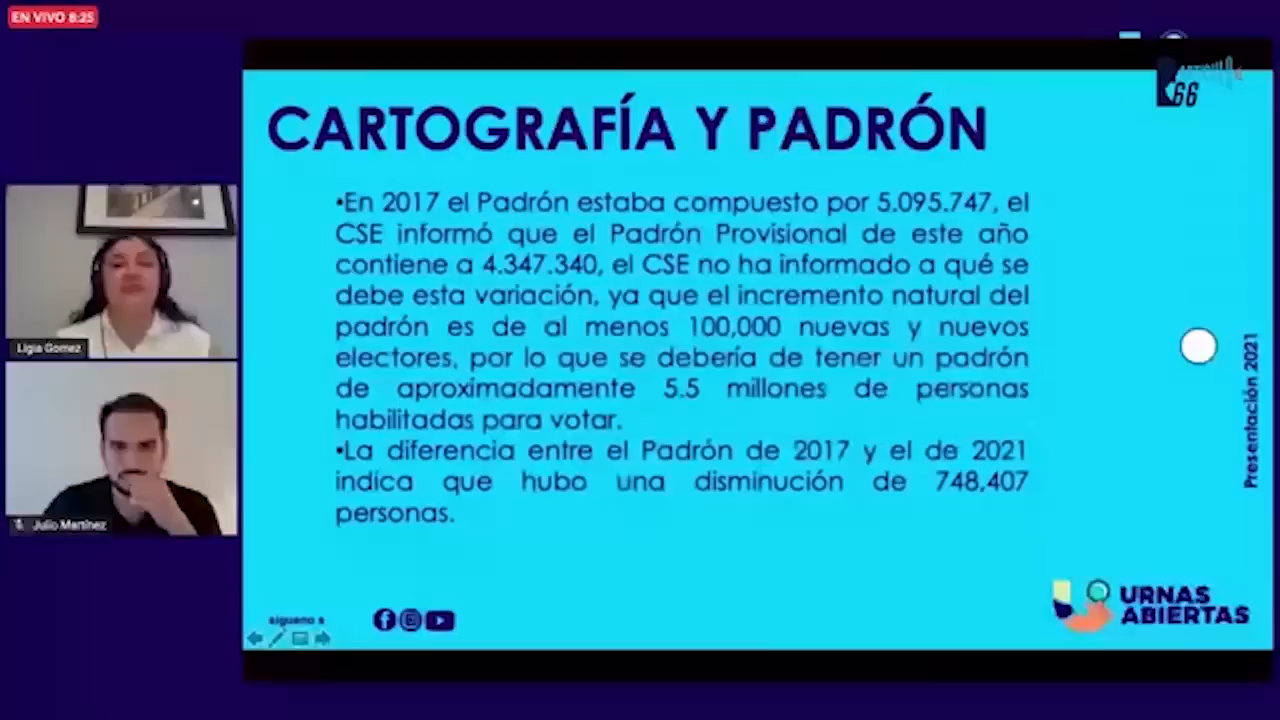 EN VIVO 8:25
66
CARTOGRAFÍA Y PADRÓN
•En 2017 el Padrón estaba compuesto por 5.095.747, el
CSE informó que el Padrón Provisional de este año
contiene a 4.347.340, el CSE no ha informado a qué se
debe esta variación, ya que el incremento natural del
padrón es de al menos 100,000 nuevas y nuevos
electores, por lo que se debería de tener un padrón
de aproximadamente 5.5 millones de personas
habilitadas para votar.
•La diferencia entre el Padrón de 2017 y el de 2021
indica que hubo una disminución de 748,407
personas.
Ligia Gomez
Julio Martínez
Presentación 2021
sígueno s
URNAS
ABIERTAS